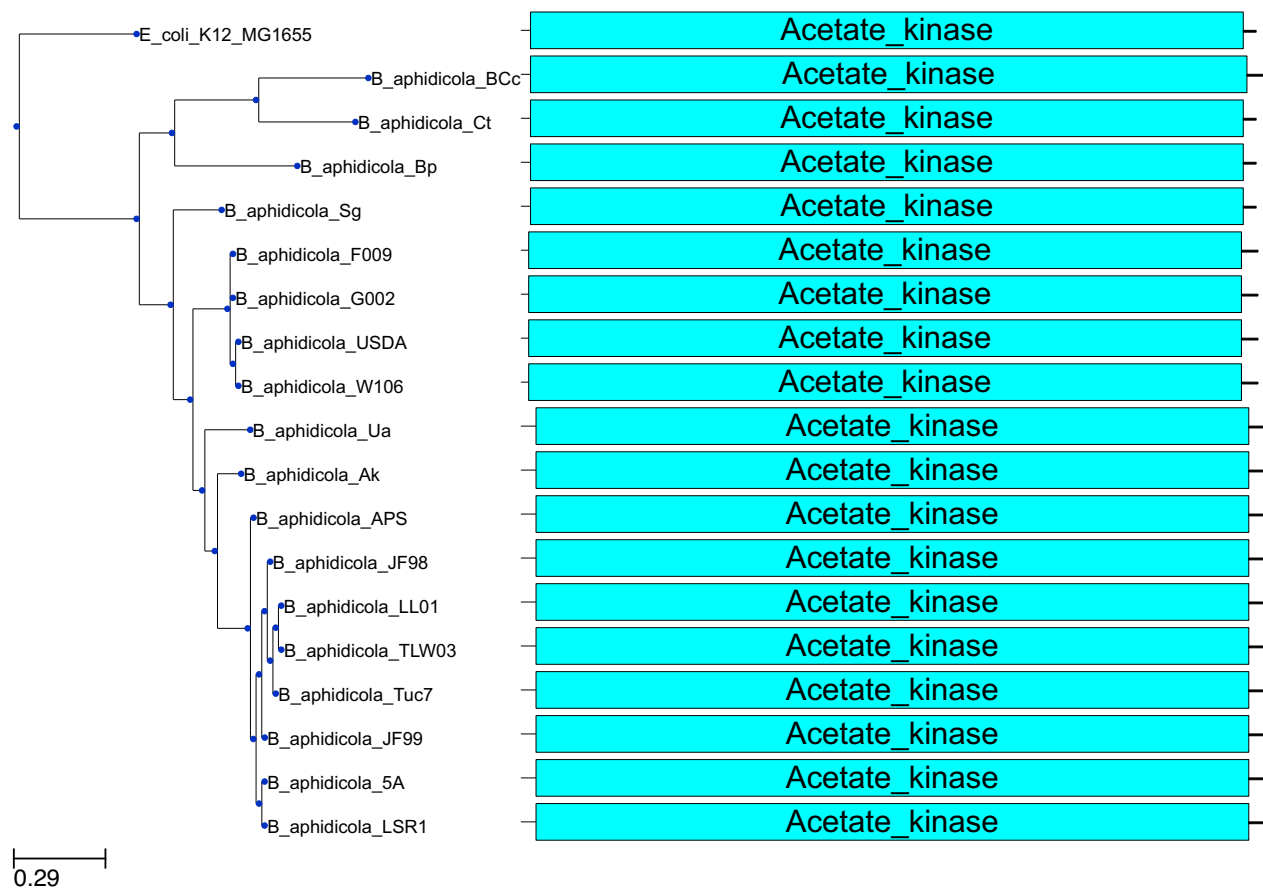 E_coli_K12_MG1655 Acetate_kinase
B_aphidicola_BCc Acetate_kinase
B_aphidicola_Ct Acetate_kinase
B_aphidicola_Bp Acetate_kinase
B_aphidicola_Sg Acetate_kinase
B_aphidicola_F009 Acetate_kinase
B_aphidicola_G002 Acetate_kinase
B_aphidicola_USDA Acetate_kinase
B_aphidicola_W106 Acetate_kinase
B_aphidicola_Ua Acetate_kinase
B_aphidicola_Ak Acetate_kinase
B_aphidicola_APS Acetate_kinase
B_aphidicola_JF98 Acetate_kinase
B_aphidicola_LL01 Acetate_kinase
B_aphidicola_TLW03 Acetate_kinase
B_aphidicola_Tuc7 Acetate_kinase
B_aphidicola_JF99 Acetate_kinase
B_aphidicola_5A Acetate_kinase
B_aphidicola_LSR1 Acetate_kinase
0.29